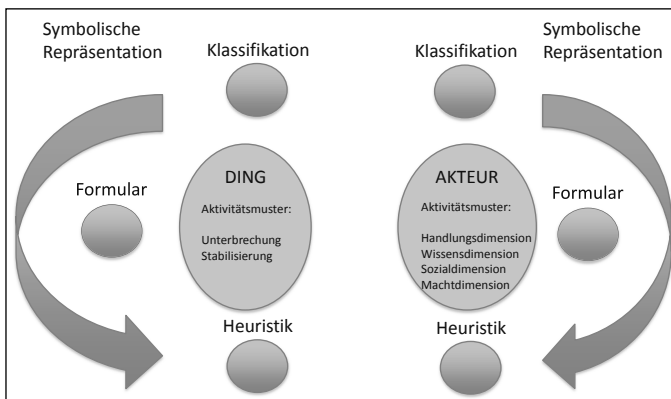 Symbolische
Repräsentation
Klassifikation
Formular
DING
Aktivitätsmuster:
Unterbrechung
Stabilisierung
Heuristik
Klassifikation
Symbolische
Repräsentation
AKTEUR
Aktivitätsmuster:
Handlungsdimension
Wissensdimension
Sozialdimension
Machtdimension
Formular
Heuristik